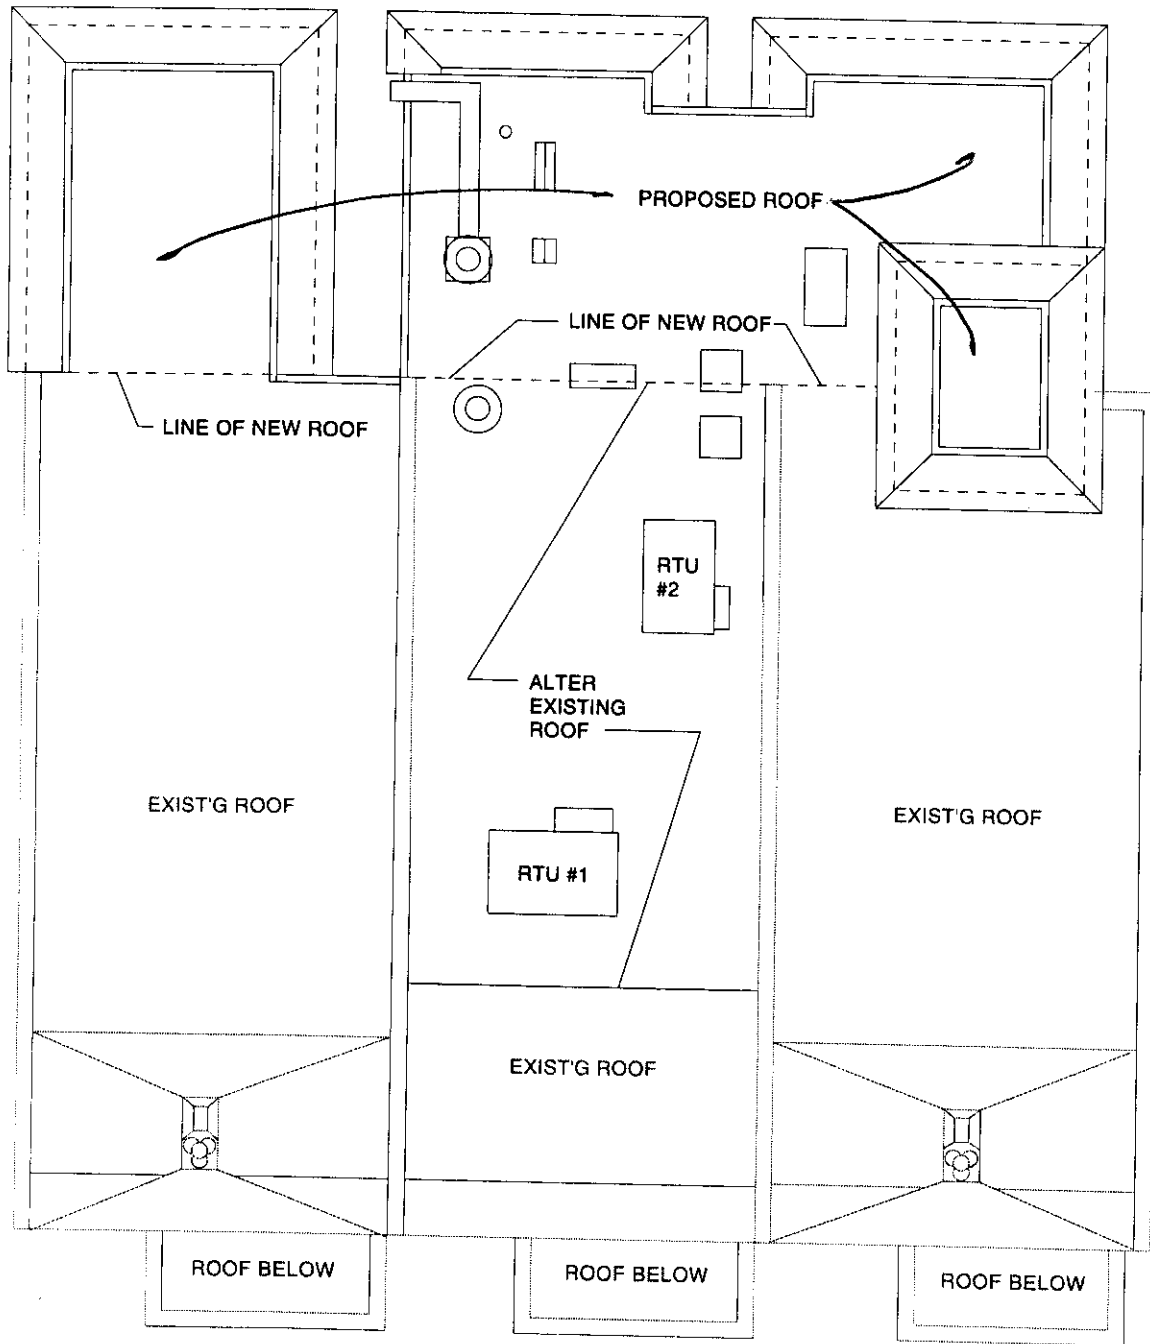 PROPOSED ROOF
LINE OF NEW ROOF
LINE OF NEW ROOF
RTU
#2
ALTER
EXISTING
ROOF
EXIST'G ROOF
EXIST'G ROOF
RTU #1
EXIST'G ROOF
ROOF BELOW
ROOF BELOW
ROOF BELOW